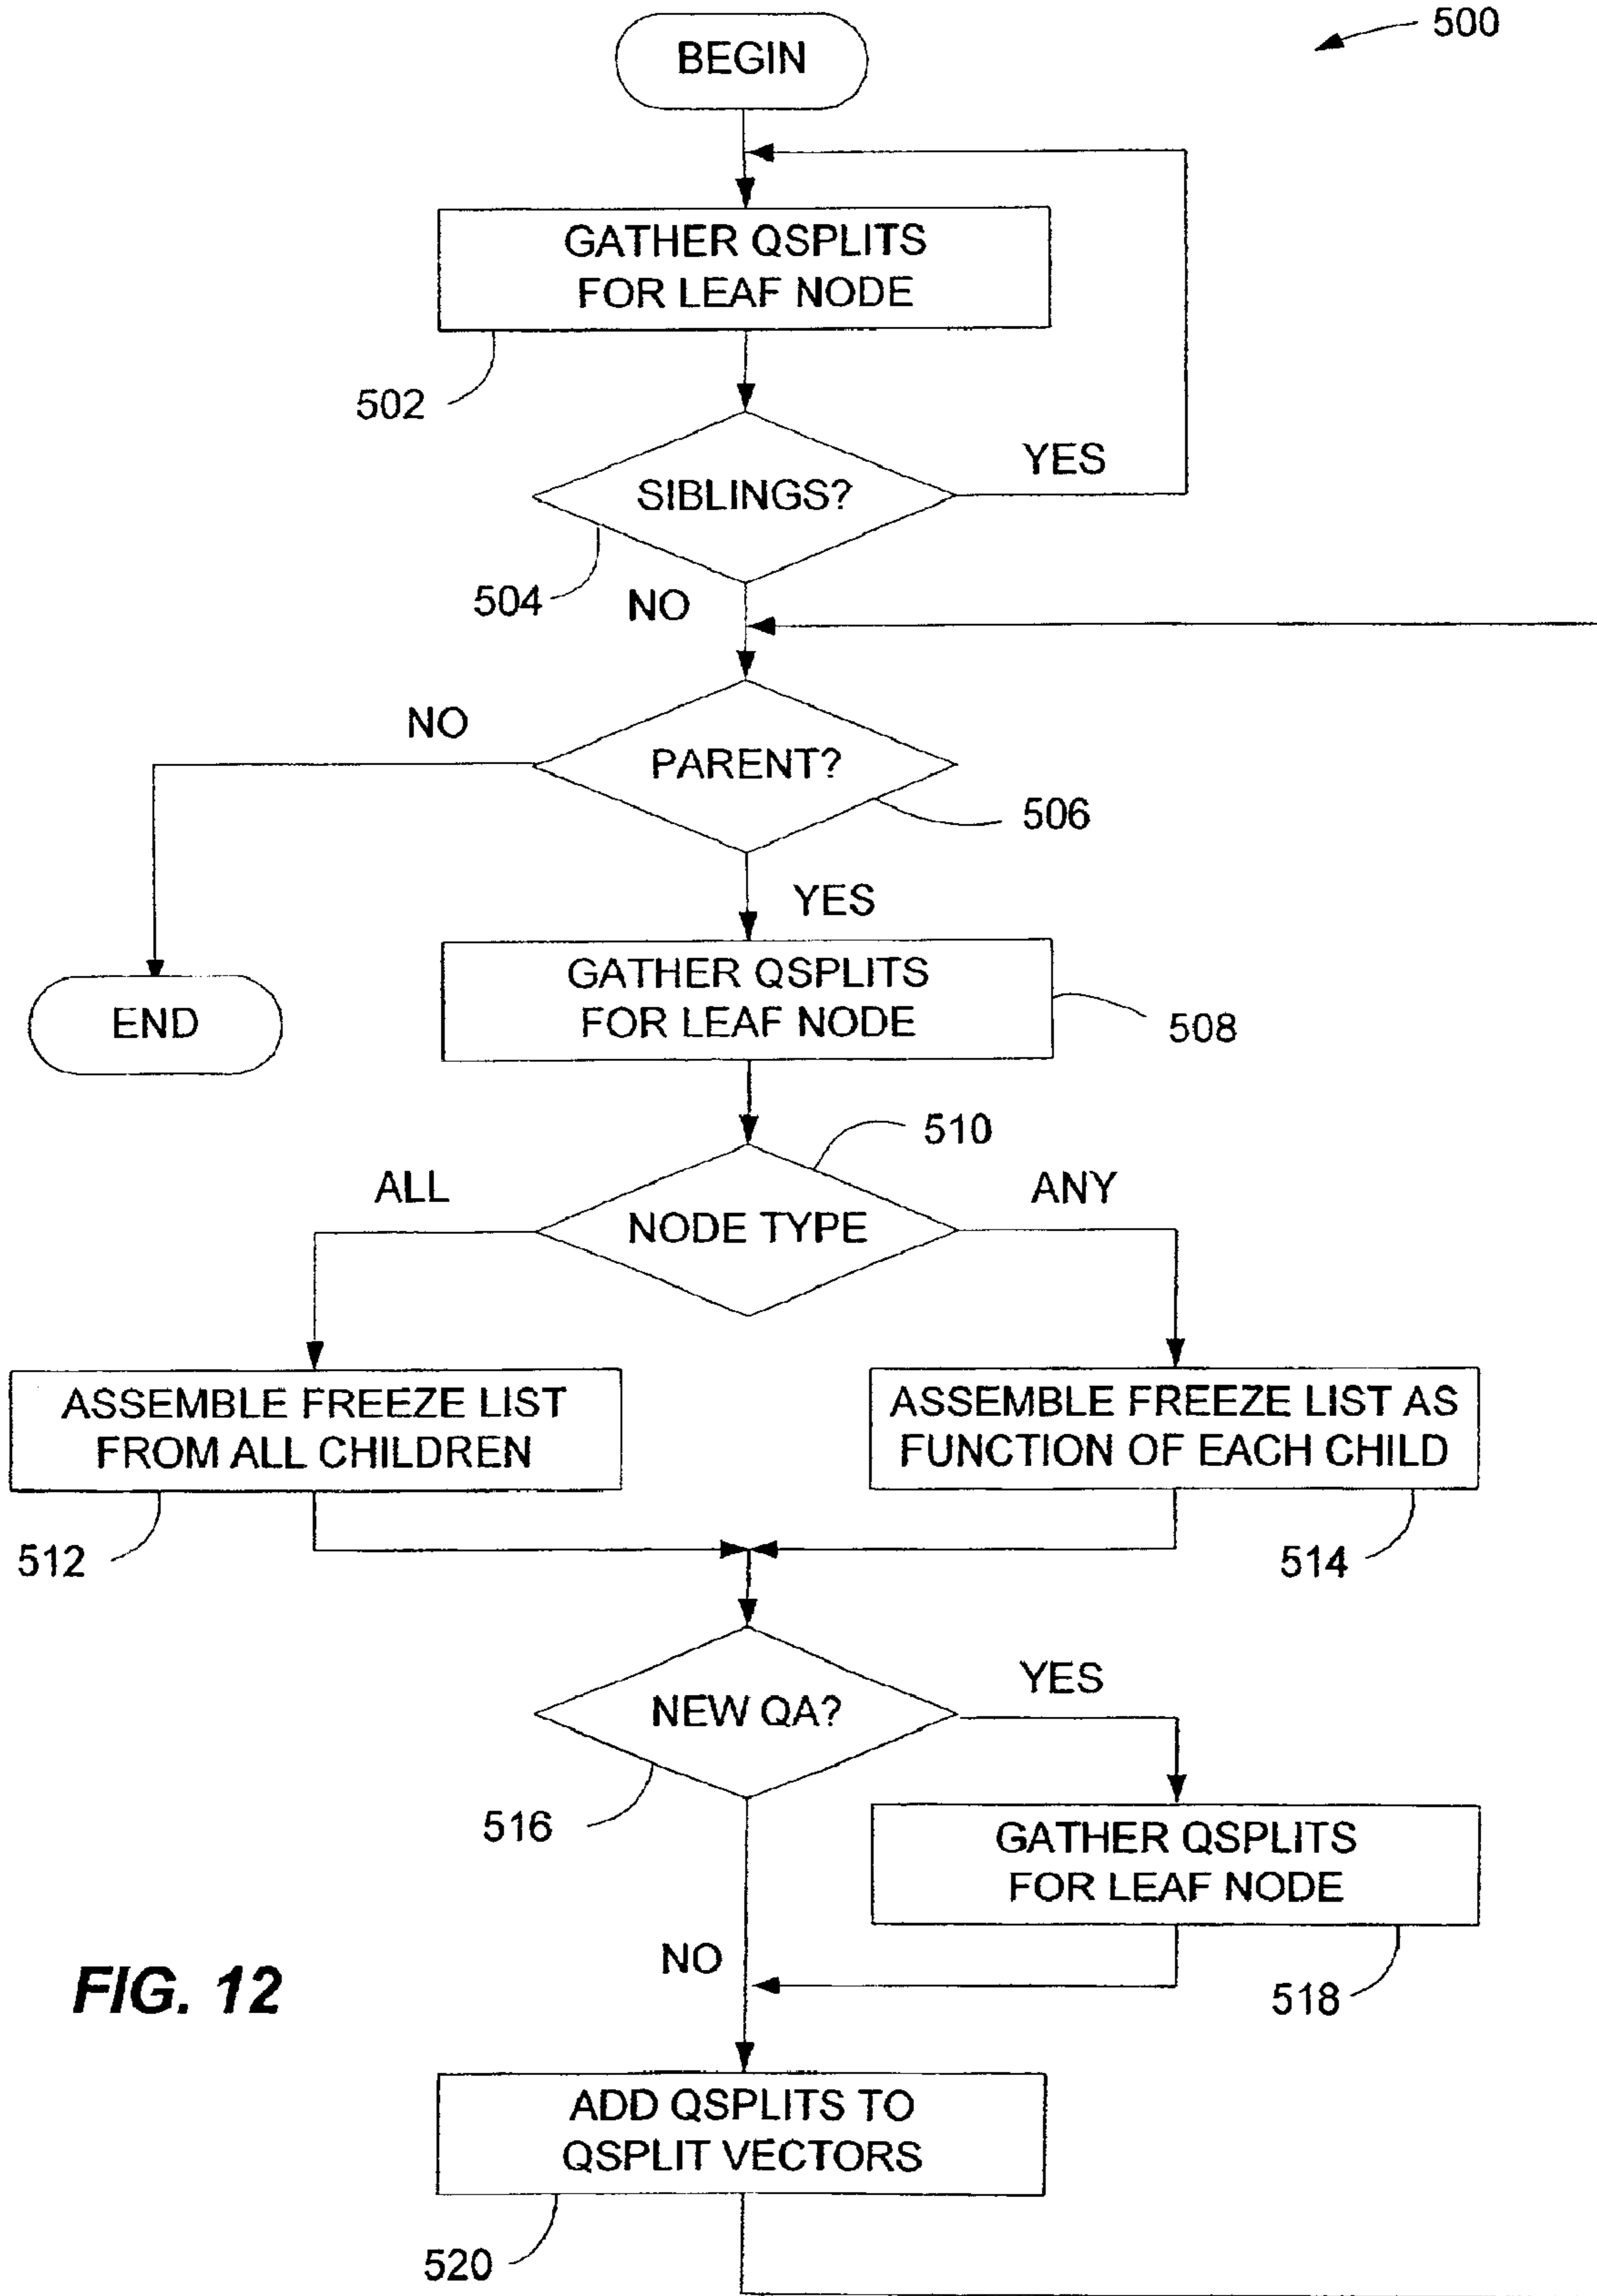 500
BEGIN
GATHER QSPLITS
FOR LEAF NODE
502
YES
SIBLINGS?
504
NO
NO
PARENT?
506
YES
GATHER QSPLITS
FOR LEAF NODE
508
END
510
ALL
ANY
NODE TYPE
ASSEMBLE FREEZE LIST
FROM ALL CHILDREN
ASSEMBLE FREEZE LIST AS
FUNCTION OF EACH CHILD
512
514
YES
NEW QA?
516
GATHER QSPLITS
FOR LEAF NODE
NO
518
FIG. 12
ADD QSPLITS TO
QSPLIT VECTORS
520